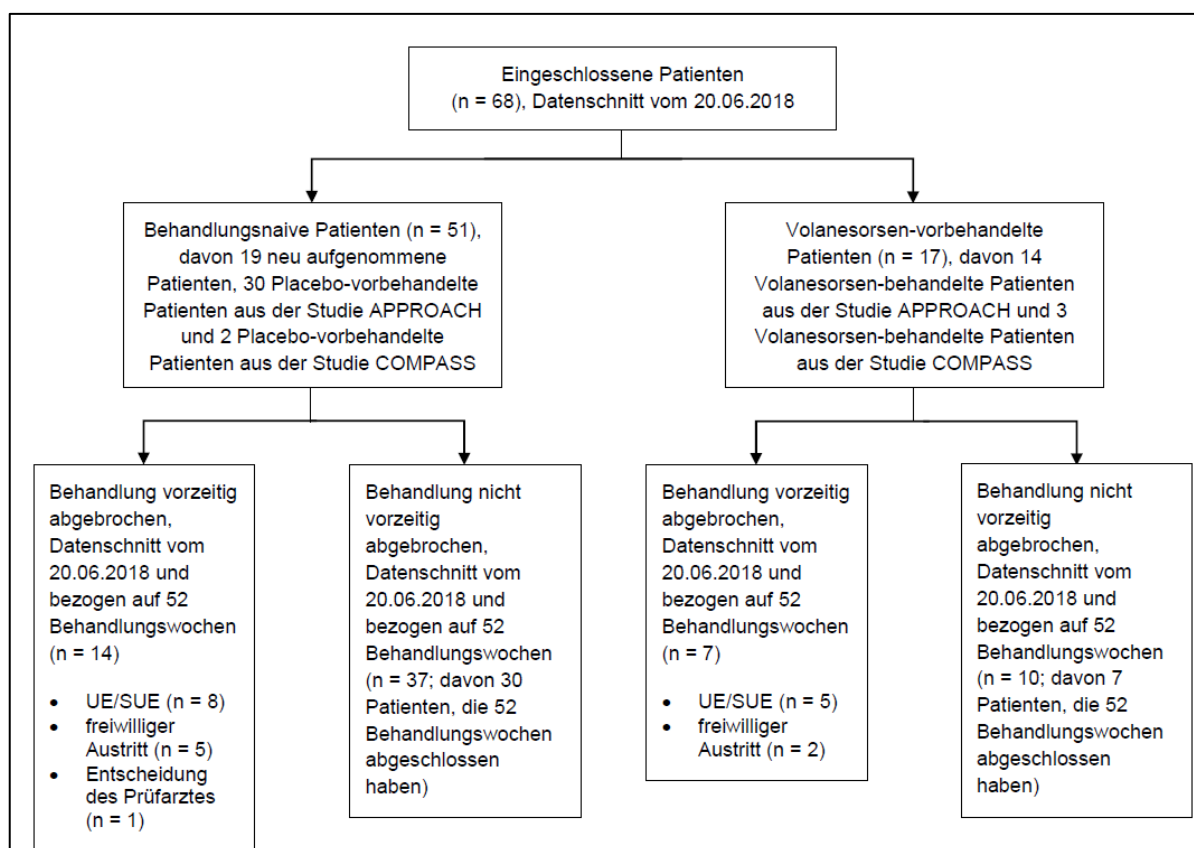 Eingeschlossene Patienten
(n = 68), Datenschnitt vom 20.06.2018
Behandlungsnaive Patienten (n = 51),
davon 19 neu aufgenommene
Patienten, 30 Placebo-vorbehandelte
Patienten aus der Studie APPROACH
und 2 Placebo-vorbehandelte
Patienten aus der Studie COMPASS
Volanesorsen-vorbehandelte
Patienten (n = 17), davon 14
Volanesorsen-behandelte Patienten
aus der Studie APPROACH und 3
Volanesorsen-behandelte Patienten
aus der Studie COMPASS
Behandlung vorzeitig
abgebrochen,
Datenschnitt vom
20.06.2018 und
bezogen auf 52
Behandlungswochen
(n = 14)
• UE/SUE (n = 8)
• freiwilliger
Austritt (n = 5)
• Entscheidung
des Prüfarztes
(n = 1)
Behandlung nicht
vorzeitig
abgebrochen,
Datenschnitt vom
20.06.2018 und
bezogen auf 52
Behandlungswochen
(n = 37; davon 30
Patienten, die 52
Behandlungswochen
abgeschlossen
haben)
Behandlung vorzeitig
abgebrochen,
Datenschnitt vom
20.06.2018 und
bezogen auf 52
Behandlungswochen
(n = 7)
• UE/SUE (n = 5)
• freiwilliger
Austritt (n = 2)
Behandlung nicht
vorzeitig
abgebrochen,
Datenschnitt vom
20.06.2018 und
bezogen auf 52
Behandlungswochen
(n = 10; davon 7
Patienten, die 52
Behandlungswochen
abgeschlossen
haben)